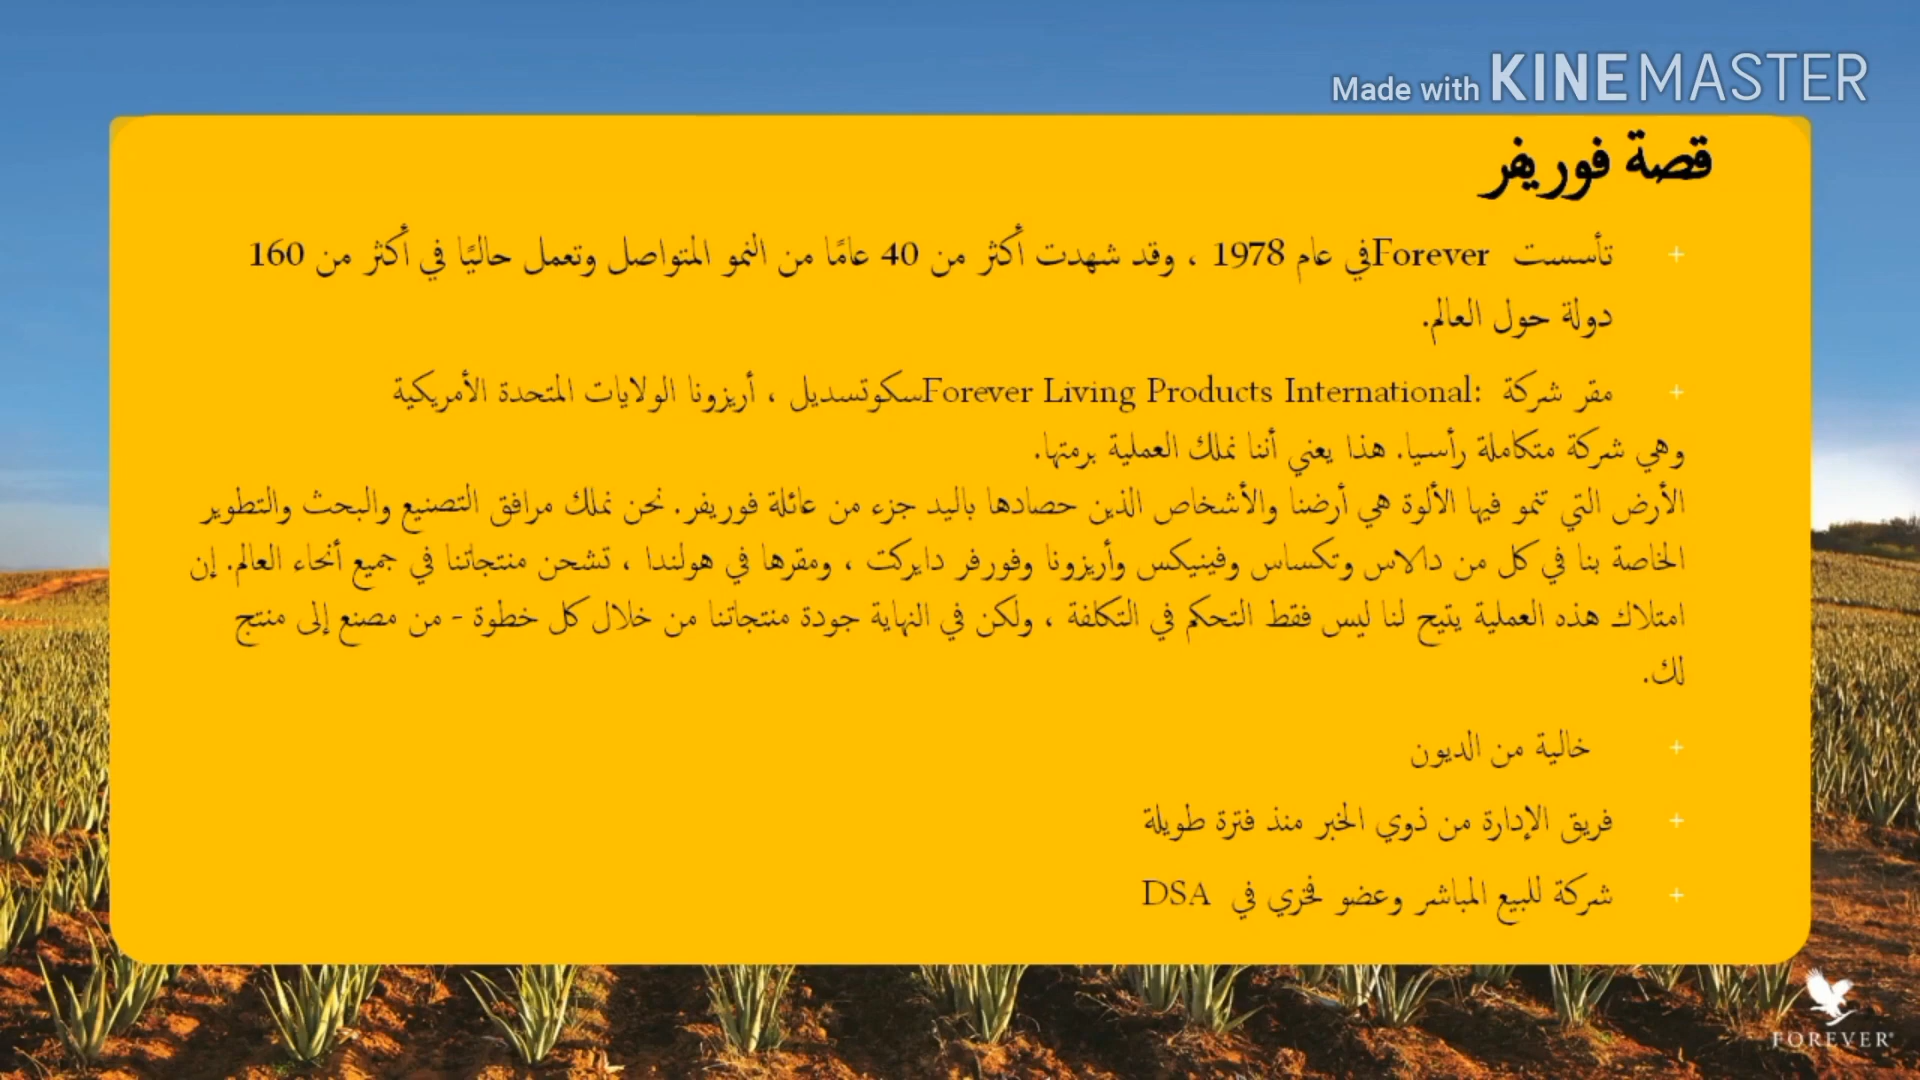 Made with KINEMASTER
قصة فوريفر
+ تأسست Foreverفي عام 1978 ، وقد شهدت أكثر من 40 عامًا من النمو المتواصل وتعمل حاليًا في أكثر من 160
دولة حول العالم.
+ مقر شركة :Forever Living Products Internationalسكوتسديل ، أريزونا الولايات المتحدة الأمريكية
وهي شركة متكاملة رأسيا. هذا يعني أننا نملك العملية برمتها.
الأرض التي تنمو فيها الألوة هي أرضنا والأشخاص الذين حصادها باليد جزء من عائلة فوريفر. نحن نملك مرافق التصنيع والبحث والتطوير
الخاصة بنا في كل من دالاس وتكساس وفينيكس وأريزونا وفورفر دايركت ، ومقرها في هولندا ، تشحن منتجاتنا في جميع أنحاء العالم. إن
امتلاك هذه العملية يتيح لنا ليس فقط التحكم في التكلفة ، ولكن في النهاية جودة منتجاتنا من خلال كل خطوة - من مصنع إلى منتج
لك.
+ خالية من الديون
+ فريق الإدارة من ذوي الخبر منذ فترة طويلة
+ شركة للبيع المباشر وعضو فخري في DSA
FOREVER